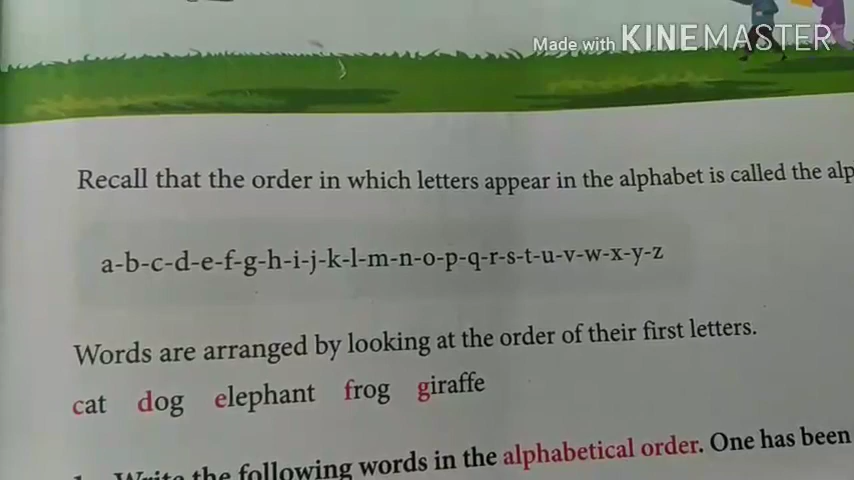 Made with KINEMASTER
Recall that the order in which letters appear in the alphabet is called the alp
a-b-c-d-e-f-g-h-i-j-k-l-m-n-o-p-q-r-s-t-u-v-w-x-y-z
Words are arranged by looking at the order of their first letters.
cat dog elephant frog giraffe
Write the following words in the alphabetical order. One has been